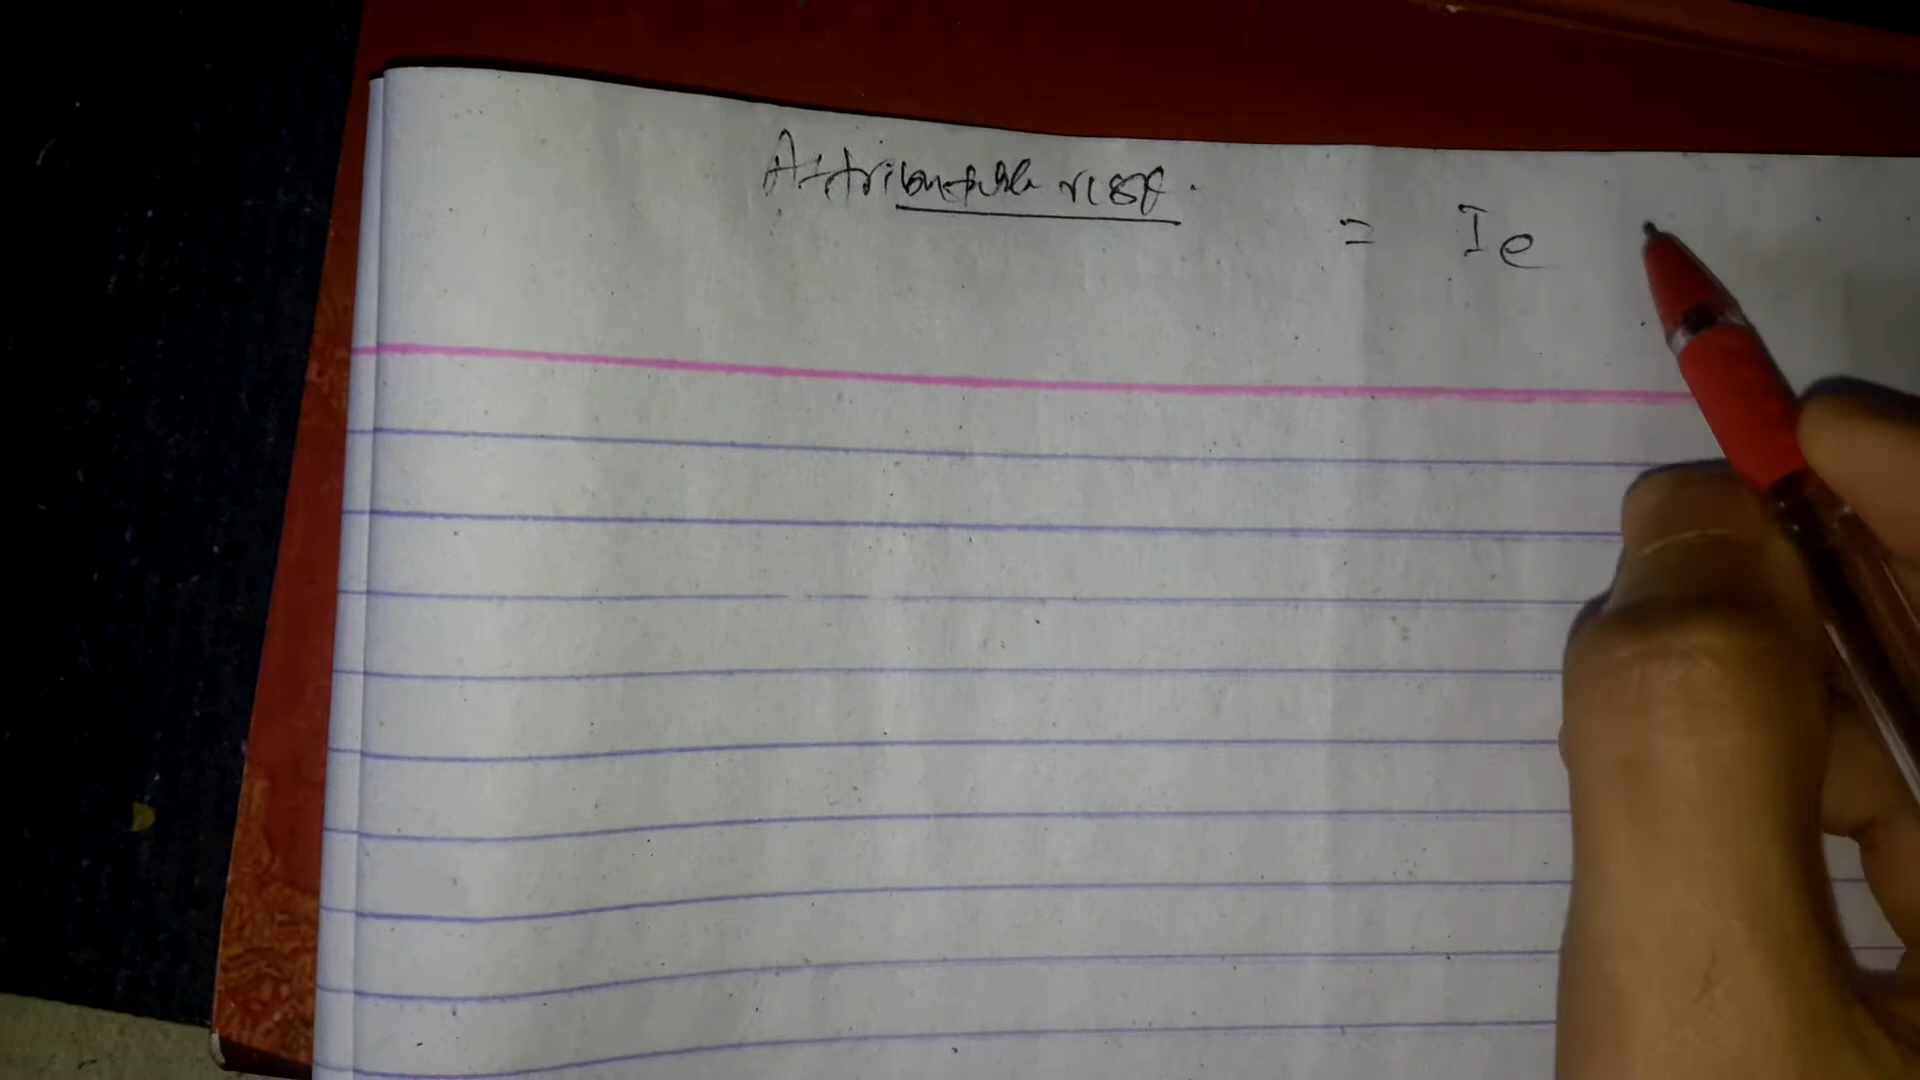 Attributable risk.
= Ie